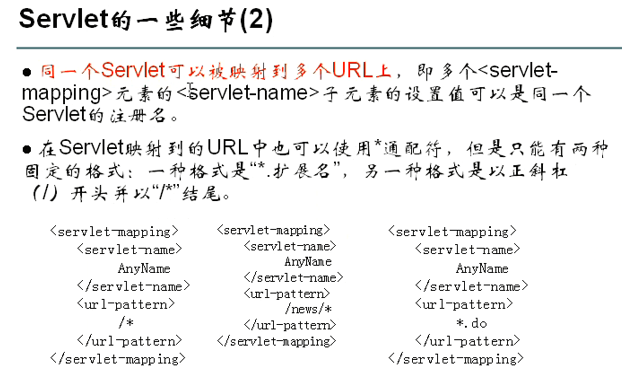 Servlet的一些细节(2)
● 同一个Servlet可以被映射到多个URL上，即多个<servlet-
mapping>元素的<servlet-name>子元素的设置值可以是同一个
Servlet的注册名。
● 在Servlet映射到的URL中也可以使用*通配符，但是只能有两种
固定的格式：一种格式是“*.扩展名”，另一种格式是以正斜杠
（/）开头并以“/*”结尾。
<servlet-mapping>
<servlet-name>
AnyName
</servlet-name>
<url-pattern>
/*
</url-pattern>
</servlet-mapping>
<servlet-mapping>
<servlet-name>
AnyName
</servlet-name>
<url-pattern>
/news/*
</url-pattern>
</servlet-mapping>
<servlet-mapping>
<servlet-name>
AnyName
</servlet-name>
<url-pattern>
*.do
</url-pattern>
</servlet-mapping>